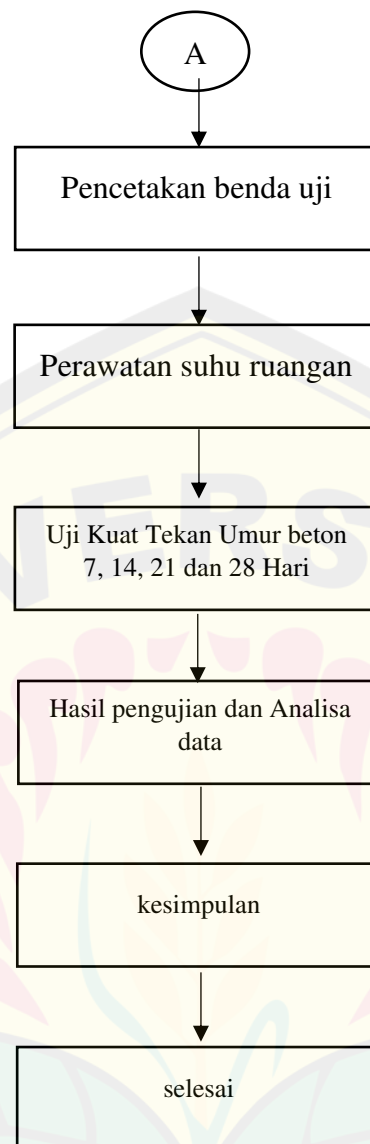 A
Pencetakan benda uji
Perawatan suhu ruangan
Uji Kuat Tekan Umur beton
7, 14, 21 dan 28 Hari
Hasil pengujian dan Analisa
data
kesimpulan
selesai
VERS